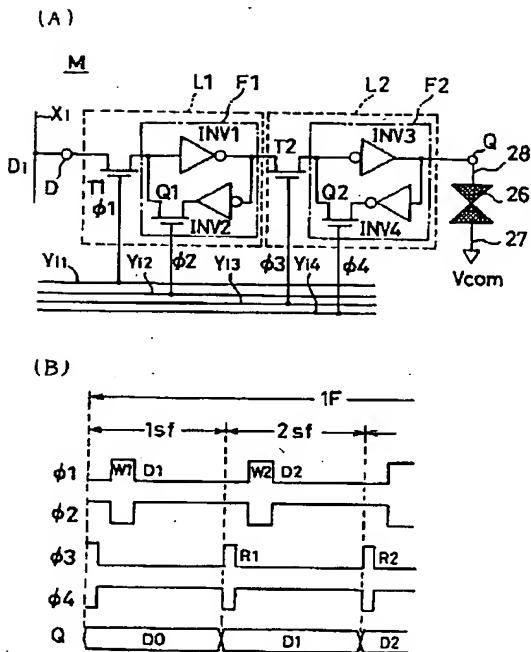 (A)
M
L1 F1 L2 F2
Xi
INV1 T2 INV3 Q
Di D T1 Q1 Q2 28
φ1 INV2 INV4 26
Yi1 Yi2 φ2 Yi3 φ3 Yi4 φ4 27
Vcom
(B)
1F
1sf 2sf
φ1 W1 D1 W2 D2
φ2
φ3 R1 R2
φ4
Q D0 D1 D2